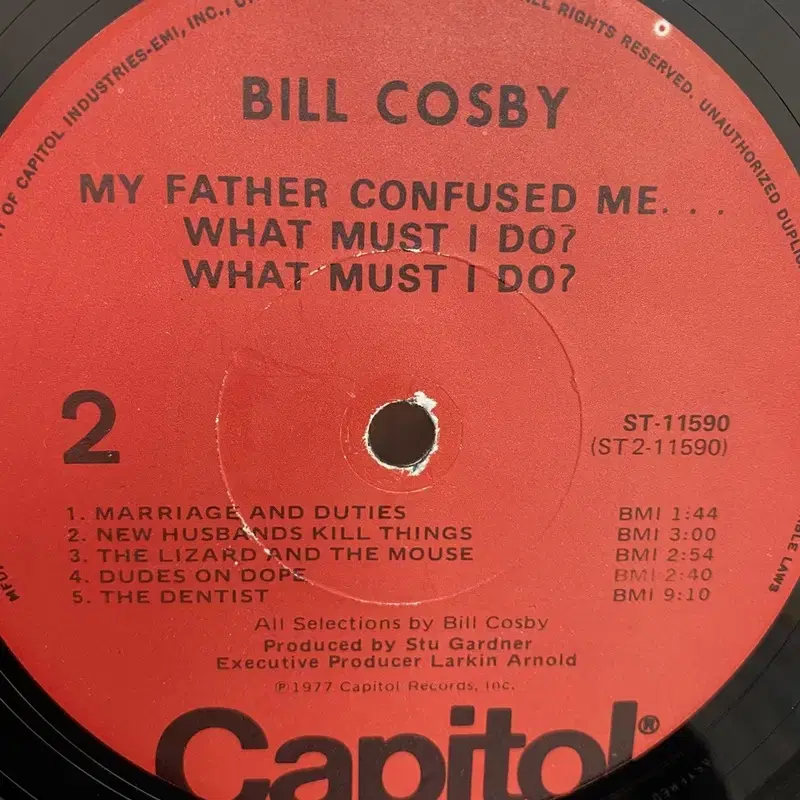 Y OF CAPITOL INDUSTRIES-EMI, INC., U.
ALL RIGHTS RESERVED. UNAUTHORIZED DUPLIC
BLE LAWS
MFD.
BILL COSBY
MY FATHER CONFUSED ME. . .
WHAT MUST I DO?
WHAT MUST I DO?
2
ST-11590
(ST2-11590)
1. MARRIAGE AND DUTIES BMI 1:44
2. NEW HUSBANDS KILL THINGS BMI 3:00
3. THE LIZARD AND THE MOUSE BMI 2:54
4. DUDES ON DOPE BMI 2:40
5. THE DENTIST BMI 9:10
All Selections by Bill Cosby
Produced by Stu Gardner
Executive Producer Larkin Arnold
℗1977 Capitol Records, Inc.
Capitol®